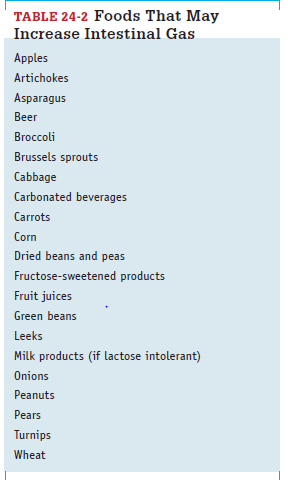 TABLE 24-2 Foods That May
Increase Intestinal Gas
Apples
Artichokes
Asparagus
Beer
Broccoli
Brussels sprouts
Cabbage
Carbonated beverages
Carrots
Corn
Dried beans and peas
Fructose-sweetened products
Fruit juices
Green beans
Leeks
Milk products (if lactose intolerant)
Onions
Peanuts
Pears
Turnips
Wheat